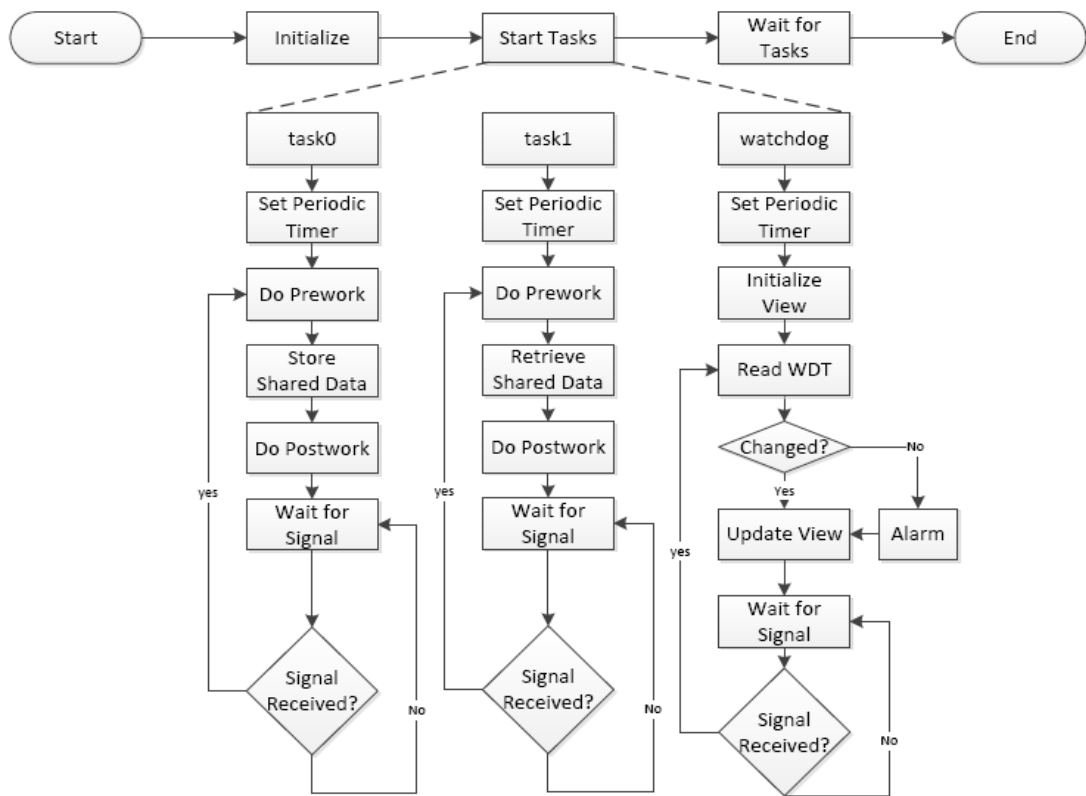 Start
Initialize
Start Tasks
Wait for
Tasks
End
task0
task1
watchdog
Set Periodic
Timer
Set Periodic
Timer
Set Periodic
Timer
Do Prework
Do Prework
Initialize
View
Store
Shared Data
Retrieve
Shared Data
Read WDT
Do Postwork
Do Postwork
Changed?
No
yes
yes
Yes
Wait for
Signal
Wait for
Signal
Update View
Alarm
yes
Wait for
Signal
Signal
Received?
No
Signal
Received?
No
Signal
Received?
No